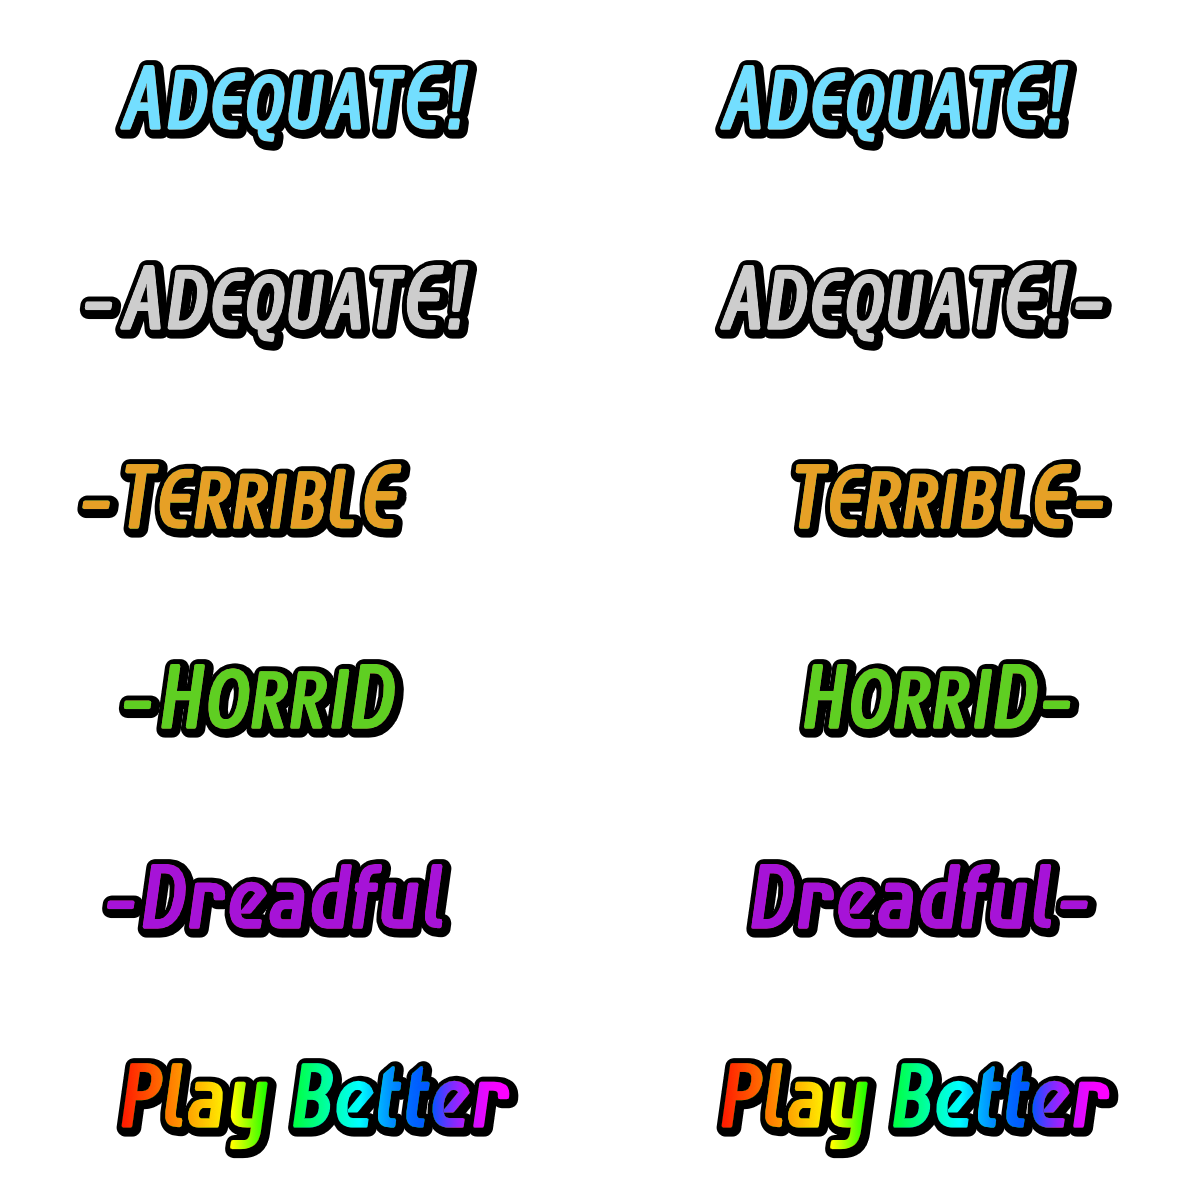 ADEQUATE! ADEQUATE!
-ADEQUATE! ADEQUATE!-
-TERRIBLE TERRIBLE-
-HORRID HORRID-
-Dreadful Dreadful-
Play Better Play Better